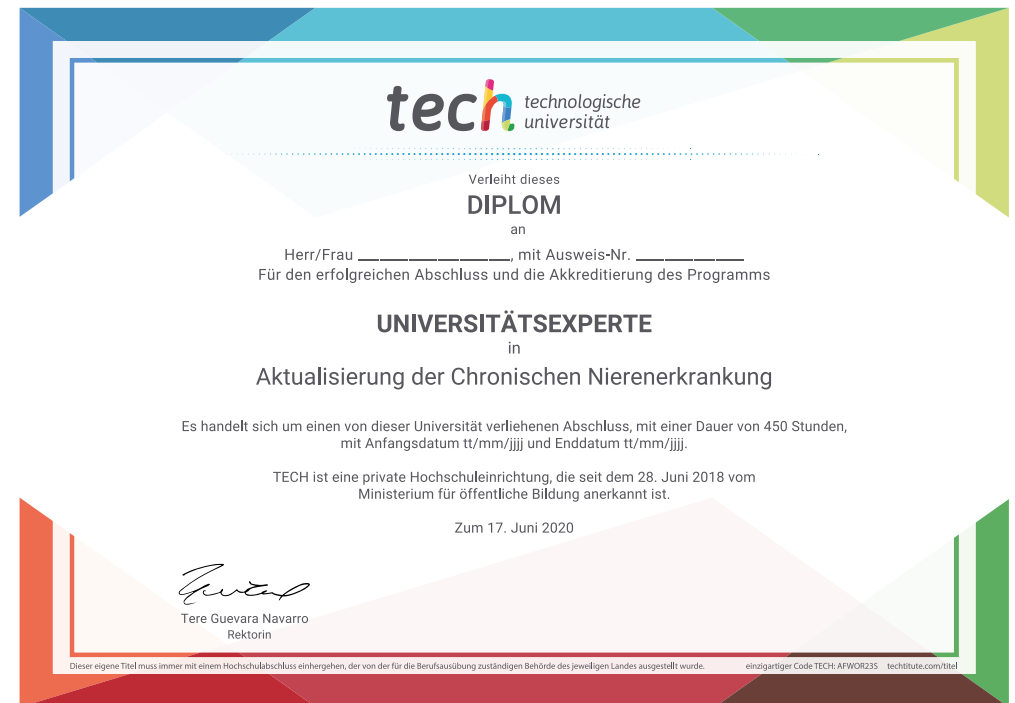 tech technologische
universität
Verleiht dieses
DIPLOM
an
Herr/Frau _______________, mit Ausweis-Nr. ___________
Für den erfolgreichen Abschluss und die Akkreditierung des Programms
UNIVERSITÄTSEXPERTE
in
Aktualisierung der Chronischen Nierenerkrankung
Es handelt sich um einen von dieser Universität verliehenen Abschluss, mit einer Dauer von 450 Stunden,
mit Anfangsdatum tt/mm/jjjj und Enddatum tt/mm/jjjj.
TECH ist eine private Hochschuleinrichtung, die seit dem 28. Juni 2018 vom
Ministerium für öffentliche Bildung anerkannt ist.
Zum 17. Juni 2020
Tere Guevara Navarro
Rektorin
Dieser eigene Titel muss immer mit einem Hochschulabschluss einhergehen, der von der für die Berufsausübung zuständigen Behörde des jeweiligen Landes ausgestellt wurde. einzigartiger Code TECH: AFWOR23S techtitute.com/titel